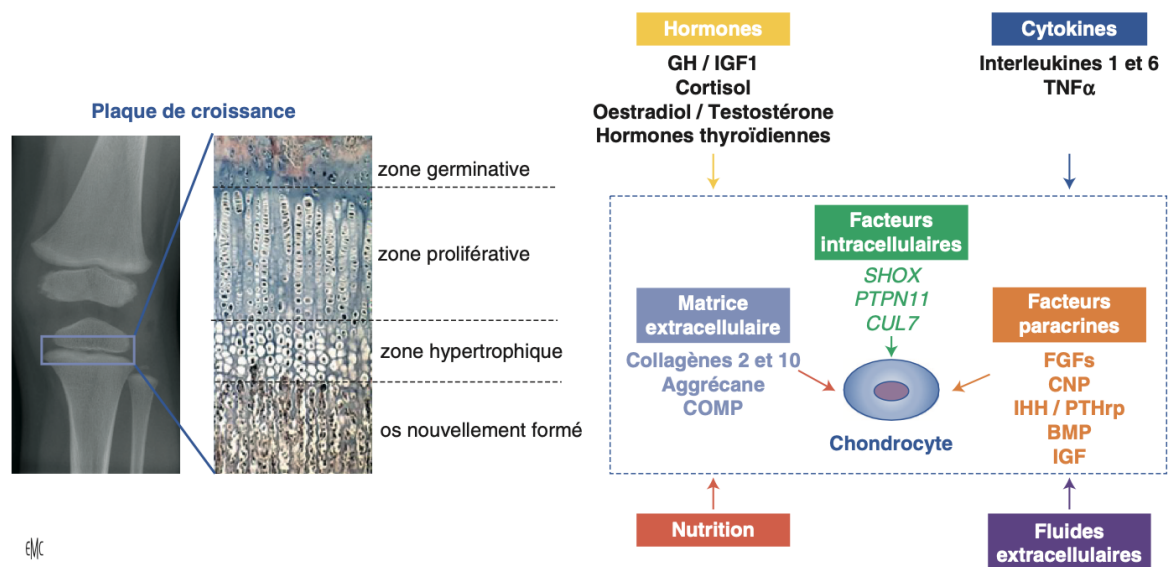 Plaque de croissance
zone germinative
zone proliférative
zone hypertrophique
os nouvellement formé
EMC
Hormones
GH / IGF1
Cortisol
Oestradiol / Testostérone
Hormones thyroïdiennes
Cytokines
Interleukines 1 et 6
TNFα
Facteurs
intracellulaires
SHOX
PTPN11
CUL7
Matrice
extracellulaire
Collagènes 2 et 10
Aggrécane
COMP
Chondrocyte
Facteurs
paracrines
FGFs
CNP
IHH / PTHrp
BMP
IGF
Nutrition
Fluides
extracellulaires